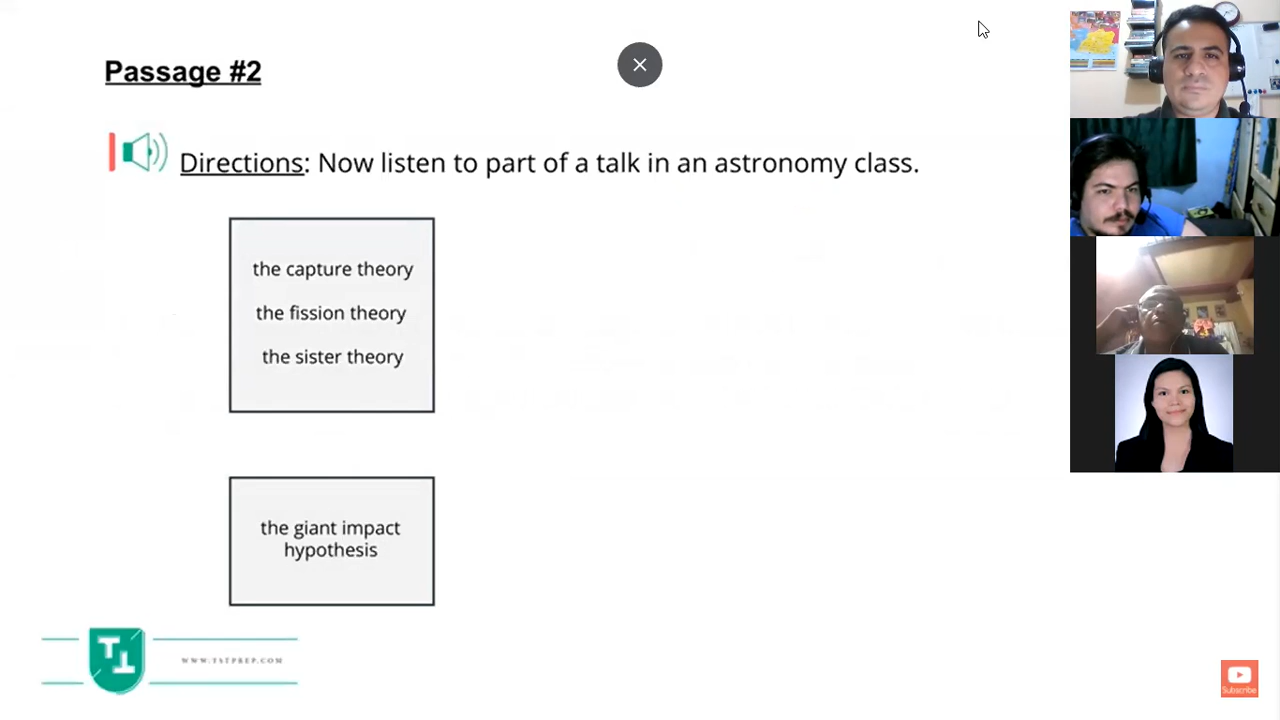 Passage #2
Directions: Now listen to part of a talk in an astronomy class.
the capture theory
the fission theory
the sister theory
the giant impact
hypothesis
WWW.TSTPREP.COM
Subscribe